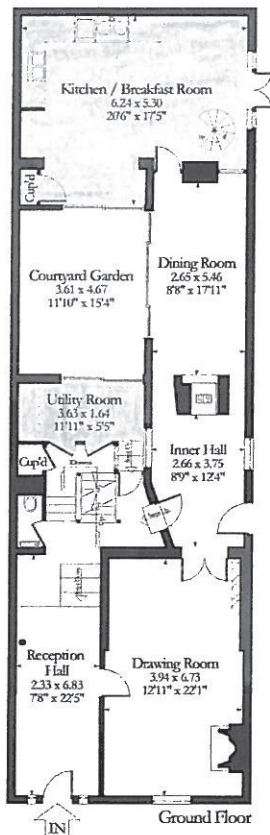 Kitchen / Breakfast Room
6.24 x 5.30
20'6" x 17'5"
Cup'd
Courtyard Garden
3.61 x 4.67
11'10" x 15'4"
Dining Room
2.65 x 5.46
8'8" x 17'11"
Utility Room
3.63 x 1.64
11'11" x 5'5"
Cup'd
Inner Hall
2.66 x 3.75
8'9" x 12'4"
Reception
Hall
2.33 x 6.83
7'8" x 22'5"
Drawing Room
3.94 x 6.73
12'11" x 22'1"
IN
Ground Floor